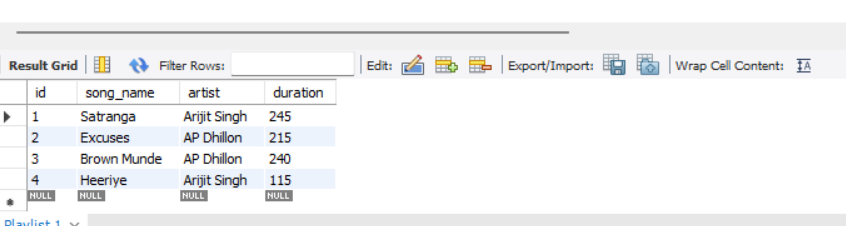 Result Grid Filter Rows: Edit: Export/Import: Wrap Cell Content: IA
id song_name artist duration
1 Satranga Arijit Singh 245
2 Excuses AP Dhillon 215
3 Brown Munde AP Dhillon 240
4 Heeriye Arijit Singh 115
NULL NULL NULL NULL
Playlist 1